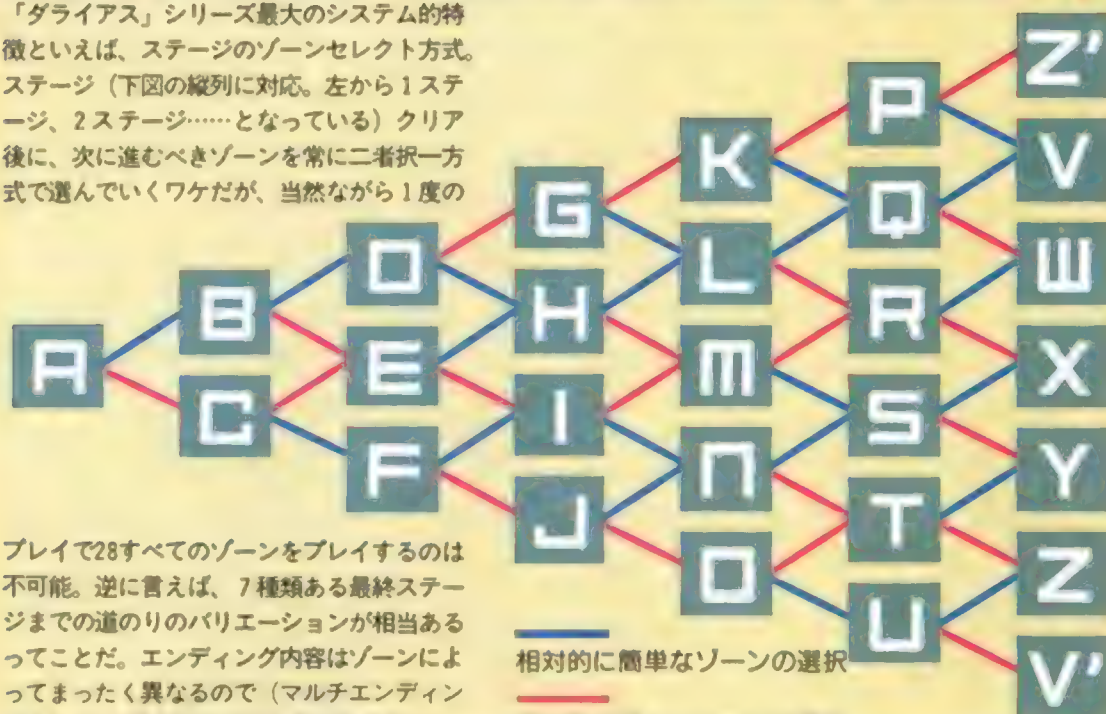 「ダライアス」シリーズ最大のシステム的特
徴といえば、ステージのゾーンセレクト方式。
ステージ（下図の縦列に対応。左から1ステ
ージ、2ステージ……となっている）クリア
後に、次に進むべきゾーンを常に二者択一方
式で選んでいくワケだが、当然ながら1度の
プレイで28すべてのゾーンをプレイするのは
不可能。逆に言えば、7種類ある最終ステー
ジまでの道のりのバリエーションが相当ある
ってことだ。エンディング内容はゾーンによ
ってまったく異なるので（マルチエンディン
A
B
C
D
E
F
G
H
I
J
K
L
M
N
O
P
Q
R
S
T
U
Z'
V
W
X
Y
Z
V'
相対的に簡単なゾーンの選択